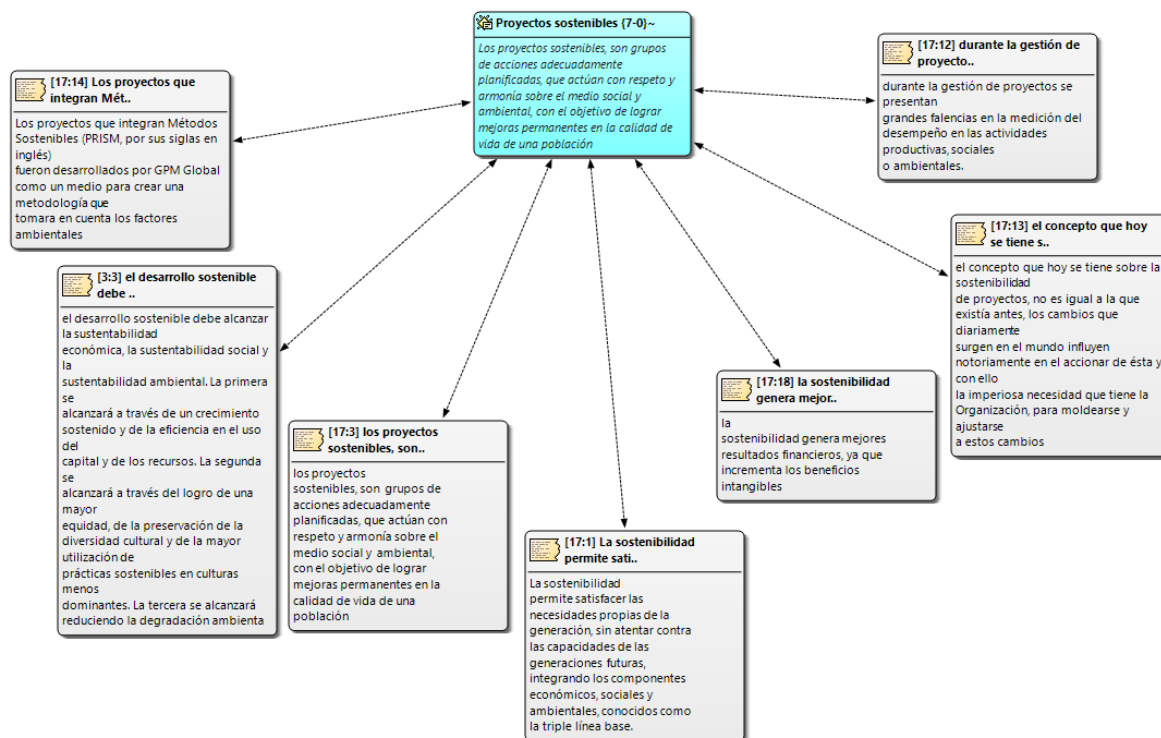 Proyectos sostenibles {7-0}~
Los proyectos sostenibles, son grupos
de acciones adecuadamente
planificadas, que actúan con respeto y
armonía sobre el medio social y
ambiental, con el objetivo de lograr
mejoras permanentes en la calidad de
vida de una población
[17:12] durante la gestión de
proyecto..
durante la gestión de proyectos se
presentan
grandes falencias en la medición del
desempeño en las actividades
productivas, sociales
o ambientales.
[17:14] Los proyectos que
integran Mét..
Los proyectos que integran Métodos
Sostenibles (PRISM, por sus siglas en
inglés)
fueron desarrollados por GPM Global
como un medio para crear una
metodología que
tomara en cuenta los factores
ambientales
[17:13] el concepto que hoy
se tiene s..
el concepto que hoy se tiene sobre la
sostenibilidad
de proyectos, no es igual a la que
existía antes, los cambios que
diariamente
surgen en el mundo influyen
notoriamente en el accionar de ésta y
con ello
la imperiosa necesidad que tiene la
Organización, para moldearse y
ajustarse
a estos cambios
[3:3] el desarrollo sostenible
debe ..
el desarrollo sostenible debe alcanzar
la sustentabilidad
económica, la sustentabilidad social y
la
sustentabilidad ambiental. La primera
se
alcanzará a través de un crecimiento
sostenido y de la eficiencia en el uso
del
capital y de los recursos. La segunda
se
alcanzará a través del logro de una
mayor
equidad, de la preservación de la
diversidad cultural y de la mayor
utilización de
prácticas sostenibles en culturas
menos
dominantes. La tercera se alcanzará
reduciendo la degradación ambienta
[17:18] la sostenibilidad
genera mejor..
la
sostenibilidad genera mejores
resultados financieros, ya que
incrementa los beneficios
intangibles
[17:3] los proyectos
sostenibles, son..
los proyectos
sostenibles, son grupos de
acciones adecuadamente
planificadas, que actúan con
respeto y armonía sobre el
medio social y ambiental,
con el objetivo de lograr
mejoras permanentes en la
calidad de vida de una
población
[17:1] La sostenibilidad
permite sati..
La sostenibilidad
permite satisfacer las
necesidades propias de la
generación, sin atentar contra
las capacidades de las
generaciones futuras,
integrando los componentes
económicos, sociales y
ambientales, conocidos como
la triple línea base.